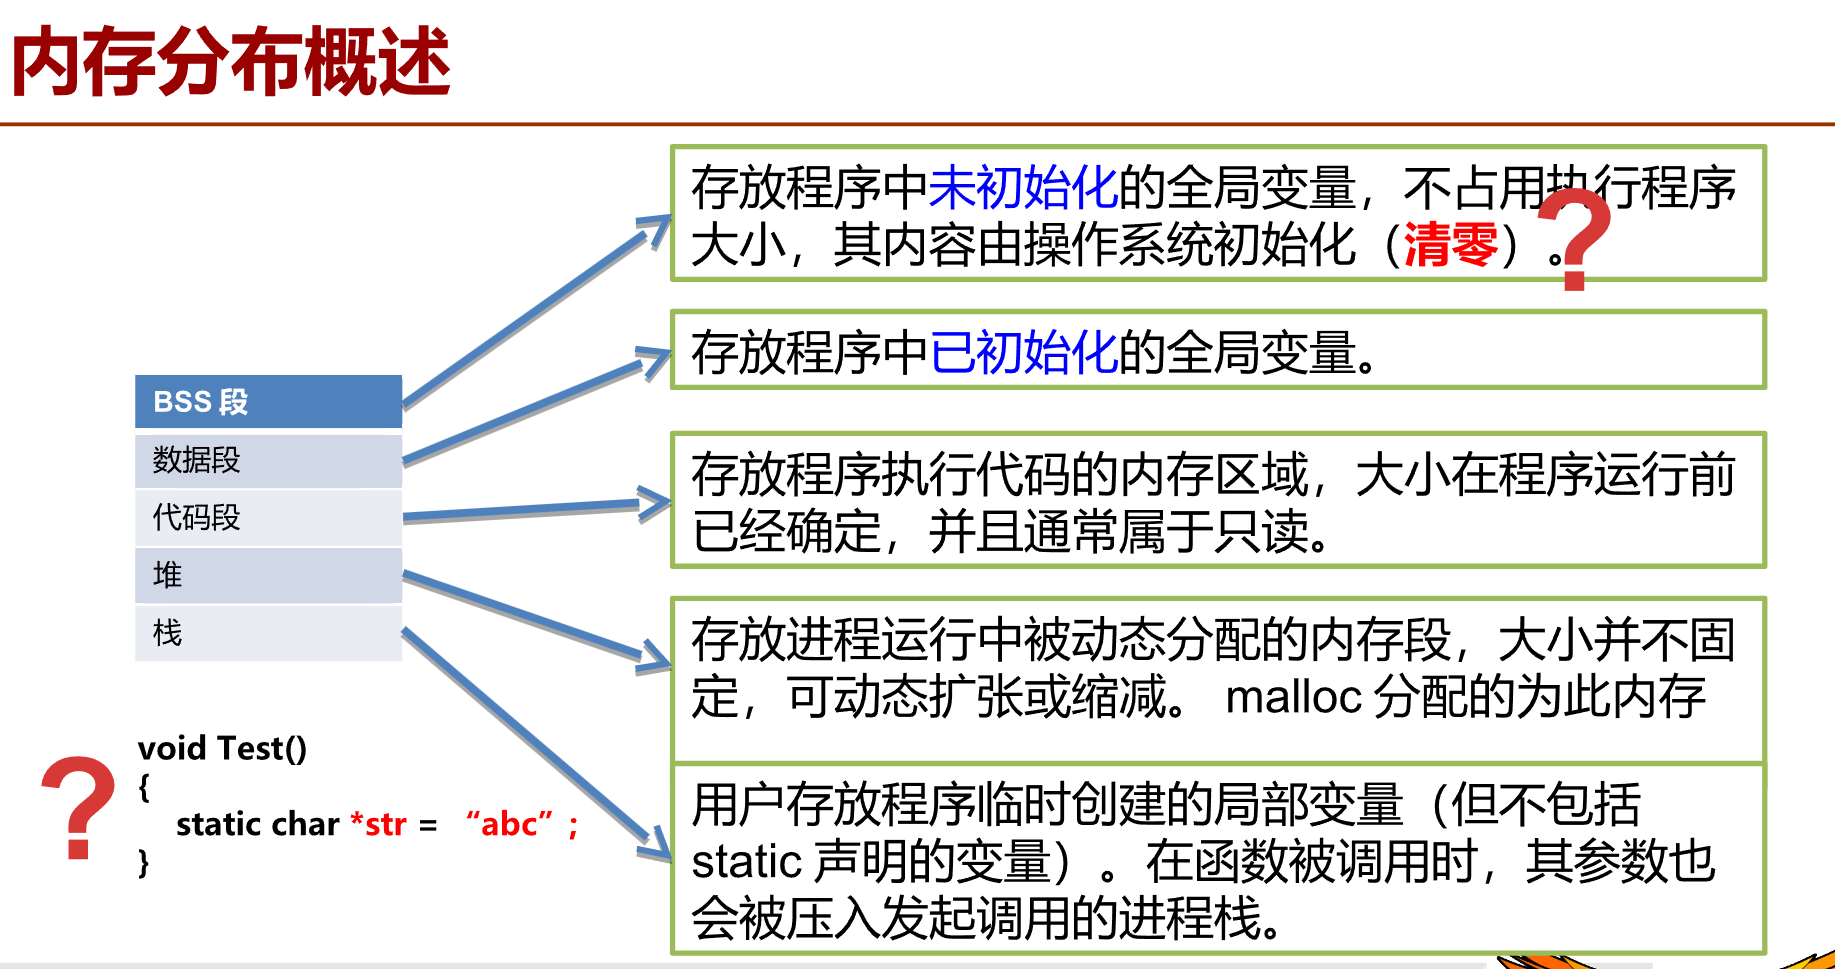 内存分布概述
存放程序中未初始化的全局变量，不占用执行程序
大小，其内容由操作系统初始化（清零）。
?
存放程序中已初始化的全局变量。
BSS 段
数据段
代码段
堆
栈
存放程序执行代码的内存区域，大小在程序运行前
已经确定，并且通常属于只读。
存放进程运行中被动态分配的内存段，大小并不固
定，可动态扩张或缩减。 malloc 分配的为此内存
用户存放程序临时创建的局部变量（但不包括
static 声明的变量）。在函数被调用时，其参数也
会被压入发起调用的进程栈。
?
void Test()
{
static char *str = “abc”；
}